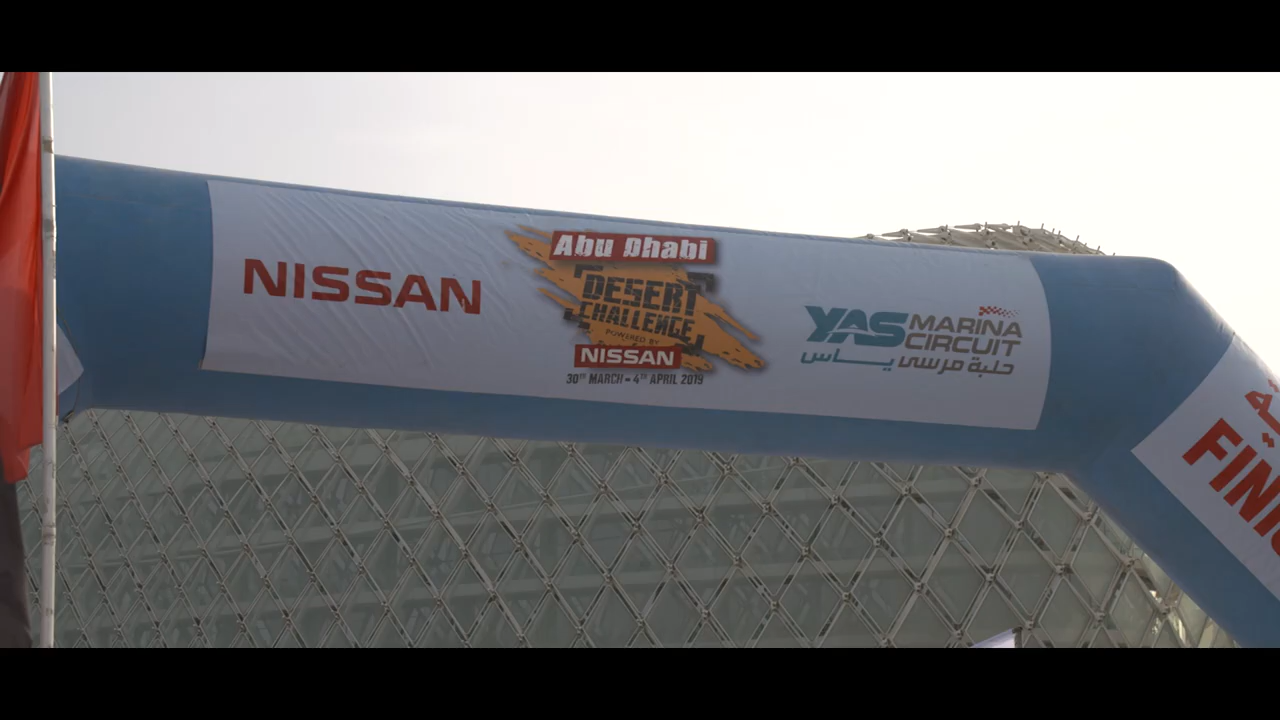 NISSAN
Abu Dhabi
DESERT
CHALLENGE
POWERED BY
NISSAN
30TH MARCH - 4TH APRIL 2019
YAS MARINA
CIRCUIT
حلبة مرسى ياس